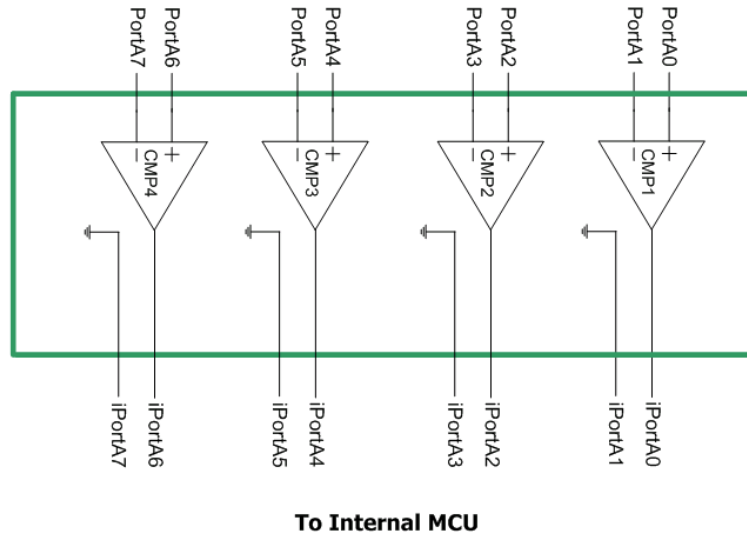 PortA7
PortA6
PortA5
PortA4
PortA3
PortA2
PortA1
PortA0
− +
CMP4
− +
CMP3
− +
CMP2
− +
CMP1
iPortA7
iPortA6
iPortA5
iPortA4
iPortA3
iPortA2
iPortA1
iPortA0
To Internal MCU